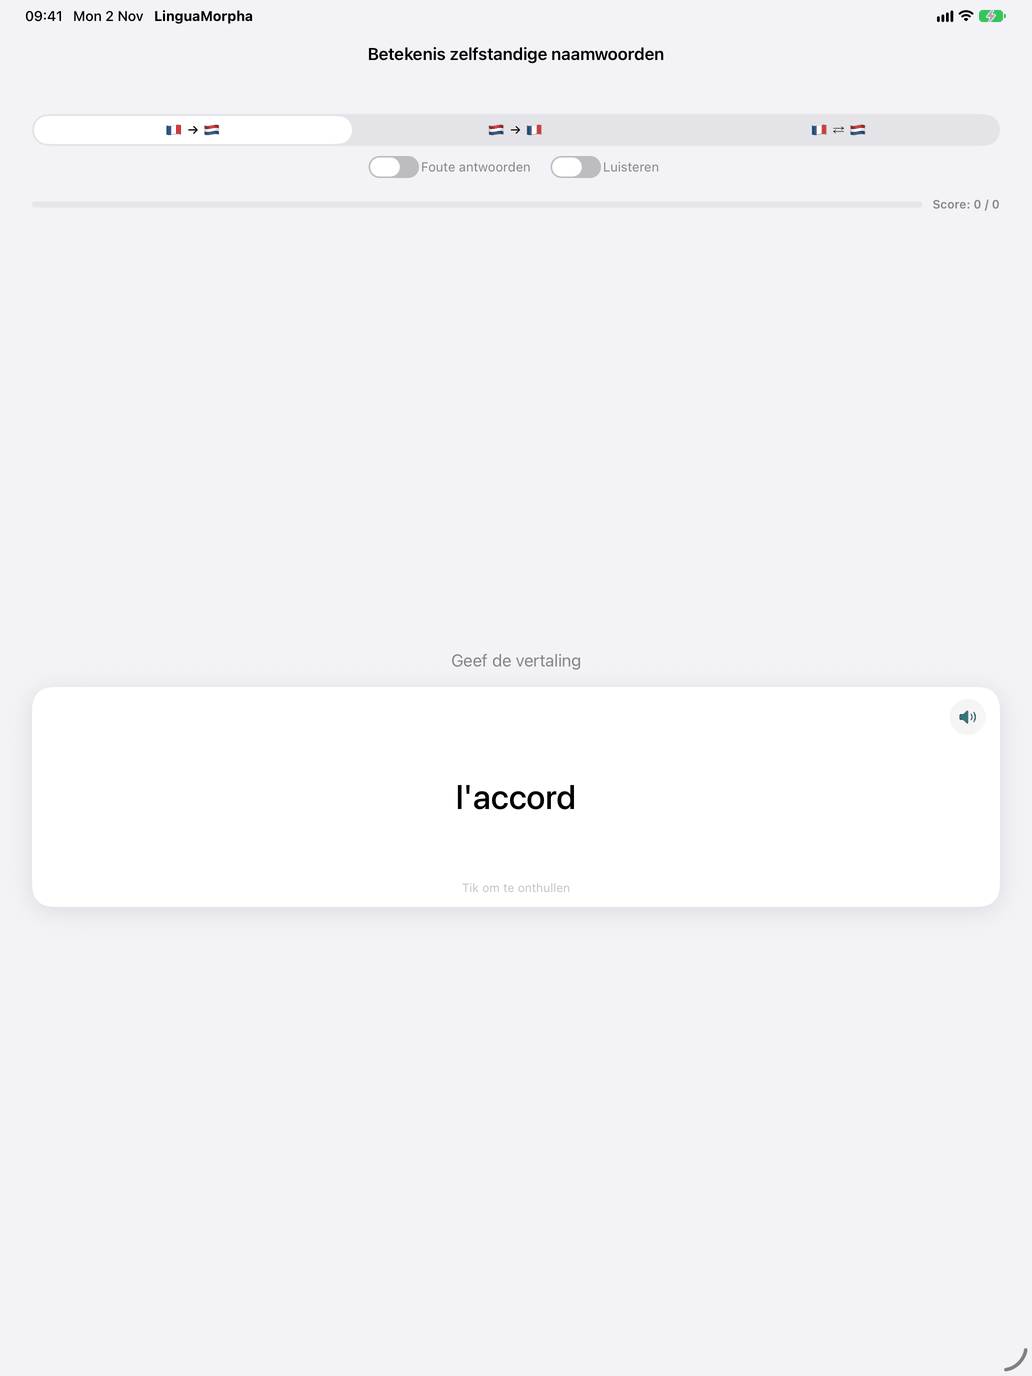 09:41 Mon 2 Nov LinguaMorpha
Betekenis zelfstandige naamwoorden
🇫🇷 → 🇳🇱
🇳🇱 → 🇫🇷
🇫🇷 ⇄ 🇳🇱
Foute antwoorden
Luisteren
Score: 0 / 0
Geef de vertaling
l'accord
Tik om te onthullen